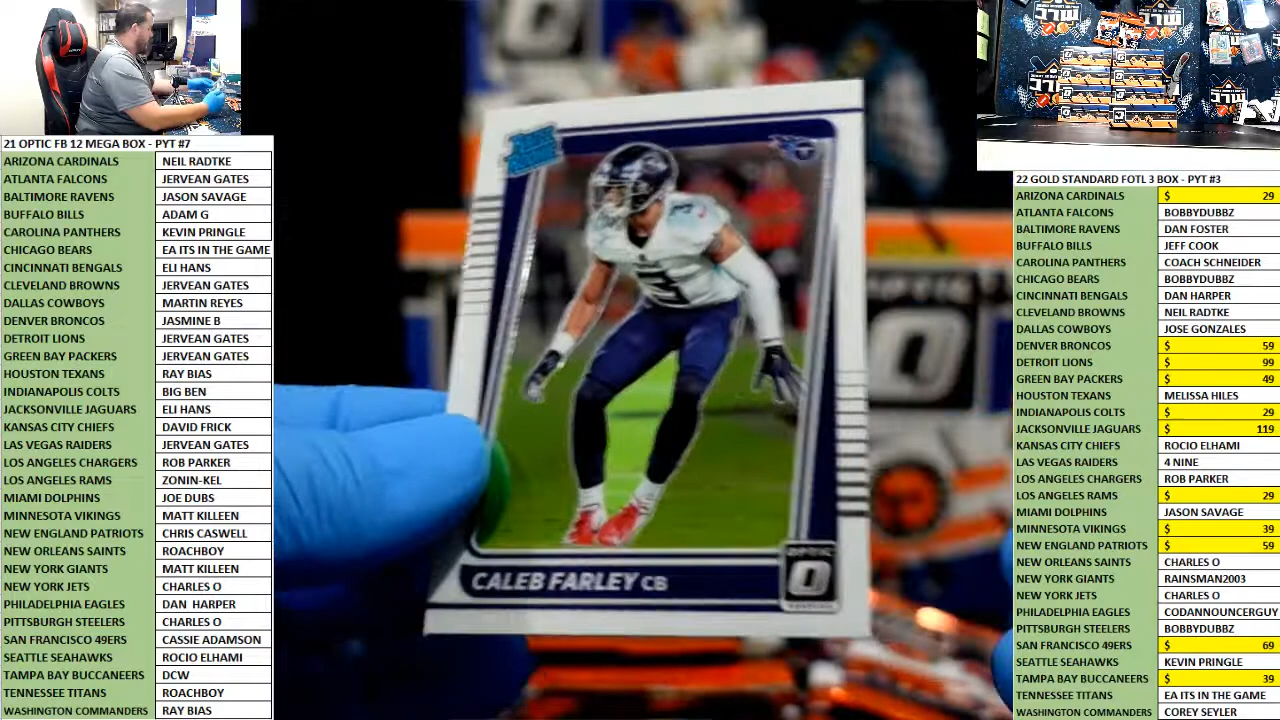 21 OPTIC FB 12 MEGA BOX - PYT #7
ARIZONA CARDINALS NEIL RADTKE
ATLANTA FALCONS JERVEAN GATES
BALTIMORE RAVENS JASON SAVAGE
BUFFALO BILLS ADAM G
CAROLINA PANTHERS KEVIN PRINGLE
CHICAGO BEARS EA ITS IN THE GAME
CINCINNATI BENGALS ELI HANS
CLEVELAND BROWNS JERVEAN GATES
DALLAS COWBOYS MARTIN REYES
DENVER BRONCOS JASMINE B
DETROIT LIONS JERVEAN GATES
GREEN BAY PACKERS JERVEAN GATES
HOUSTON TEXANS RAY BIAS
INDIANAPOLIS COLTS BIG BEN
JACKSONVILLE JAGUARS ELI HANS
KANSAS CITY CHIEFS DAVID FRICK
LAS VEGAS RAIDERS JERVEAN GATES
LOS ANGELES CHARGERS ROB PARKER
LOS ANGELES RAMS ZONIN-KEL
MIAMI DOLPHINS JOE DUBS
MINNESOTA VIKINGS MATT KILLEEN
NEW ENGLAND PATRIOTS CHRIS CASWELL
NEW ORLEANS SAINTS ROACHBOY
NEW YORK GIANTS MATT KILLEEN
NEW YORK JETS CHARLES O
PHILADELPHIA EAGLES DAN HARPER
PITTSBURGH STEELERS CHARLES O
SAN FRANCISCO 49ERS CASSIE ADAMSON
SEATTLE SEAHAWKS ROCIO ELHAMI
TAMPA BAY BUCCANEERS DCW
TENNESSEE TITANS ROACHBOY
WASHINGTON COMMANDERS RAY BIAS
CALEB FARLEY CB
OPTIC
22 GOLD STANDARD FOTL 3 BOX - PYT #3
ARIZONA CARDINALS $ 29
ATLANTA FALCONS BOBBYDUBBZ
BALTIMORE RAVENS DAN FOSTER
BUFFALO BILLS JEFF COOK
CAROLINA PANTHERS COACH SCHNEIDER
CHICAGO BEARS BOBBYDUBBZ
CINCINNATI BENGALS DAN HARPER
CLEVELAND BROWNS NEIL RADTKE
DALLAS COWBOYS JOSE GONZALES
DENVER BRONCOS $ 59
DETROIT LIONS $ 99
GREEN BAY PACKERS $ 49
HOUSTON TEXANS MELISSA HILES
INDIANAPOLIS COLTS $ 29
JACKSONVILLE JAGUARS $ 119
KANSAS CITY CHIEFS ROCIO ELHAMI
LAS VEGAS RAIDERS 4 NINE
LOS ANGELES CHARGERS ROB PARKER
LOS ANGELES RAMS $ 29
MIAMI DOLPHINS JASON SAVAGE
MINNESOTA VIKINGS $ 39
NEW ENGLAND PATRIOTS $ 59
NEW ORLEANS SAINTS CHARLES O
NEW YORK GIANTS RAINSMAN2003
NEW YORK JETS CHARLES O
PHILADELPHIA EAGLES CODANNOUNCERGUY
PITTSBURGH STEELERS BOBBYDUBBZ
SAN FRANCISCO 49ERS $ 69
SEATTLE SEAHAWKS KEVIN PRINGLE
TAMPA BAY BUCCANEERS $ 39
TENNESSEE TITANS EA ITS IN THE GAME
WASHINGTON COMMANDERS COREY SEYLER